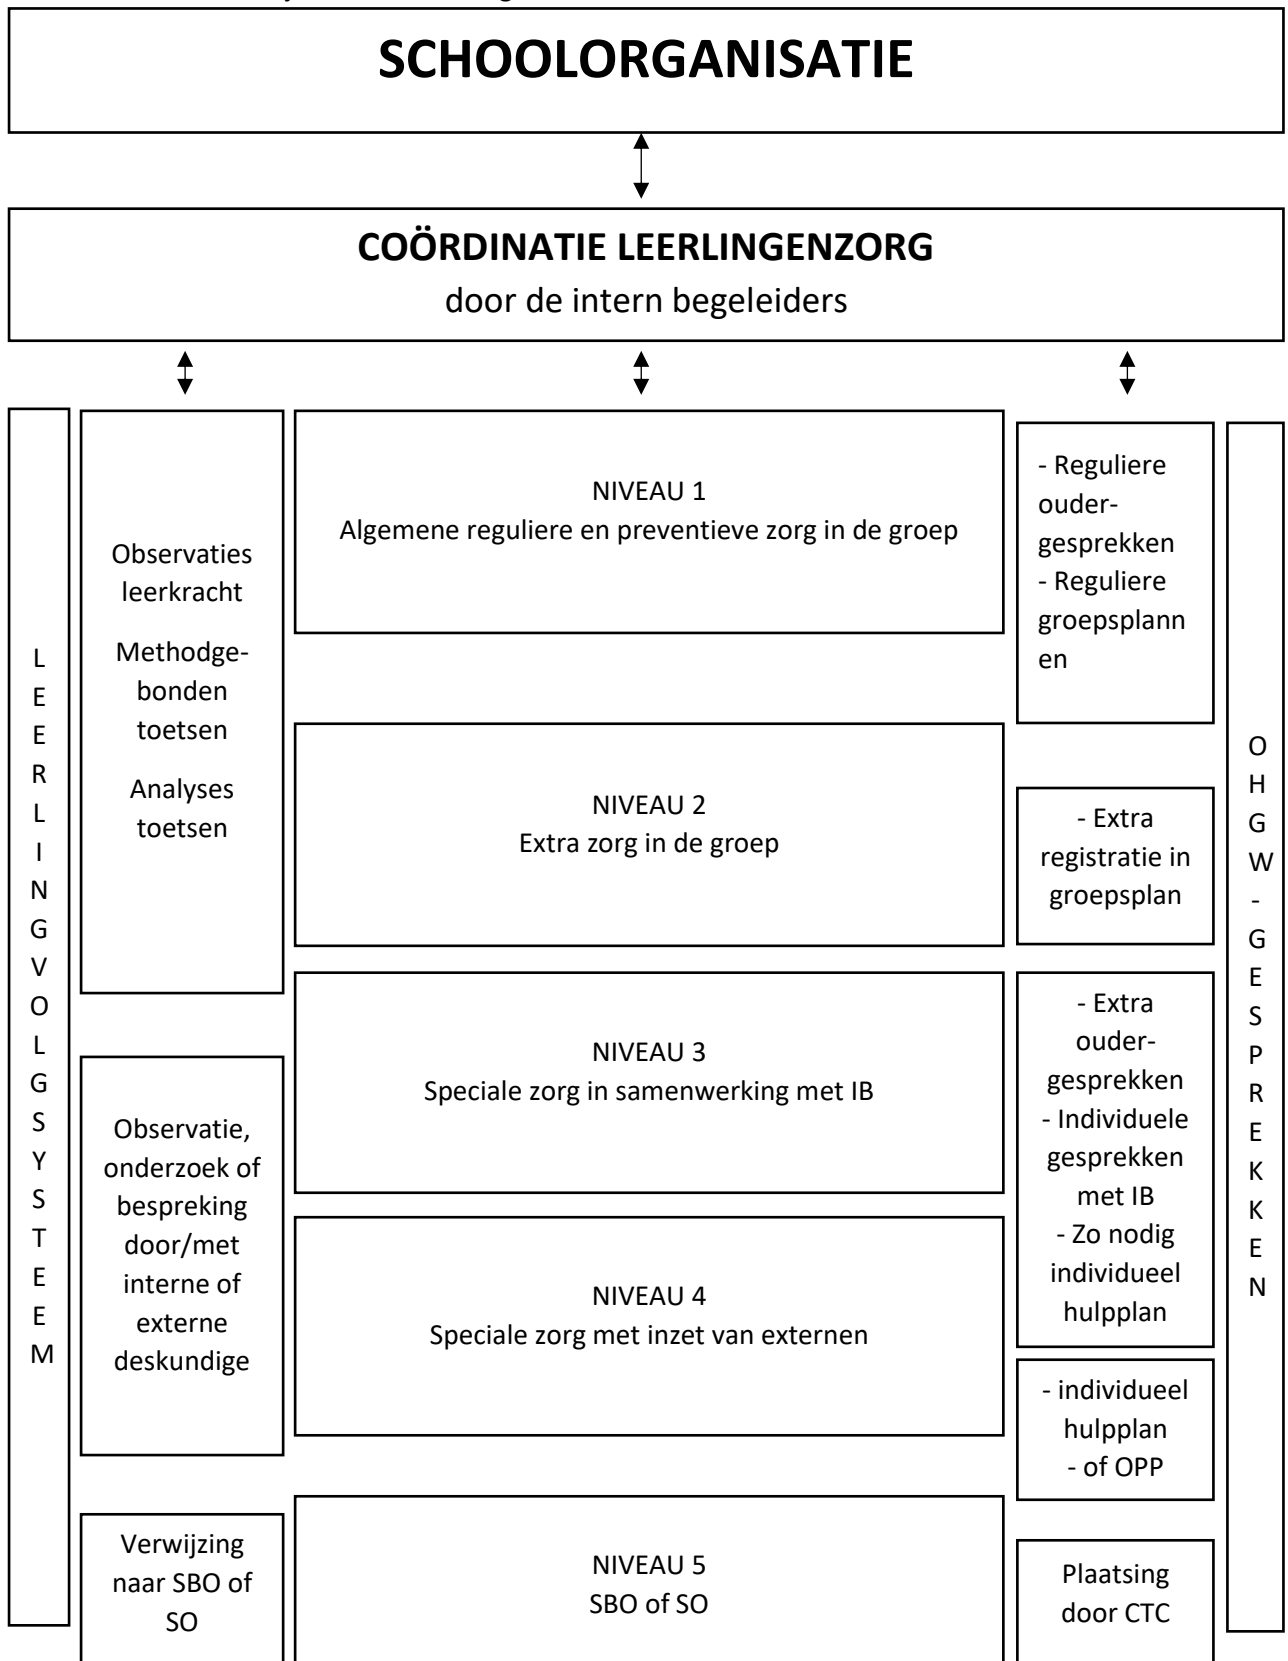 SCHOOLORGANISATIE
COÖRDINATIE LEERLINGENZORG
door de intern begeleiders
LEERLINGVOLGSYSTEEM
Observaties
leerkracht
Methodge-
bonden
toetsen
Analyses
toetsen
Observatie,
onderzoek of
bespreking
door/met
interne of
externe
deskundige
Verwijzing
naar SBO of
SO
NIVEAU 1
Algemene reguliere en preventieve zorg in de groep
NIVEAU 2
Extra zorg in de groep
NIVEAU 3
Speciale zorg in samenwerking met IB
NIVEAU 4
Speciale zorg met inzet van externen
NIVEAU 5
SBO of SO
- Reguliere
ouder-
gesprekken
- Reguliere
groepsplann
en
- Extra
registratie in
groepsplan
- Extra
ouder-
gesprekken
- Individuele
gesprekken
met IB
- Zo nodig
individueel
hulpplan
- individueel
hulpplan
- of OPP
Plaatsing
door CTC
OHGW-GESPREKKEN